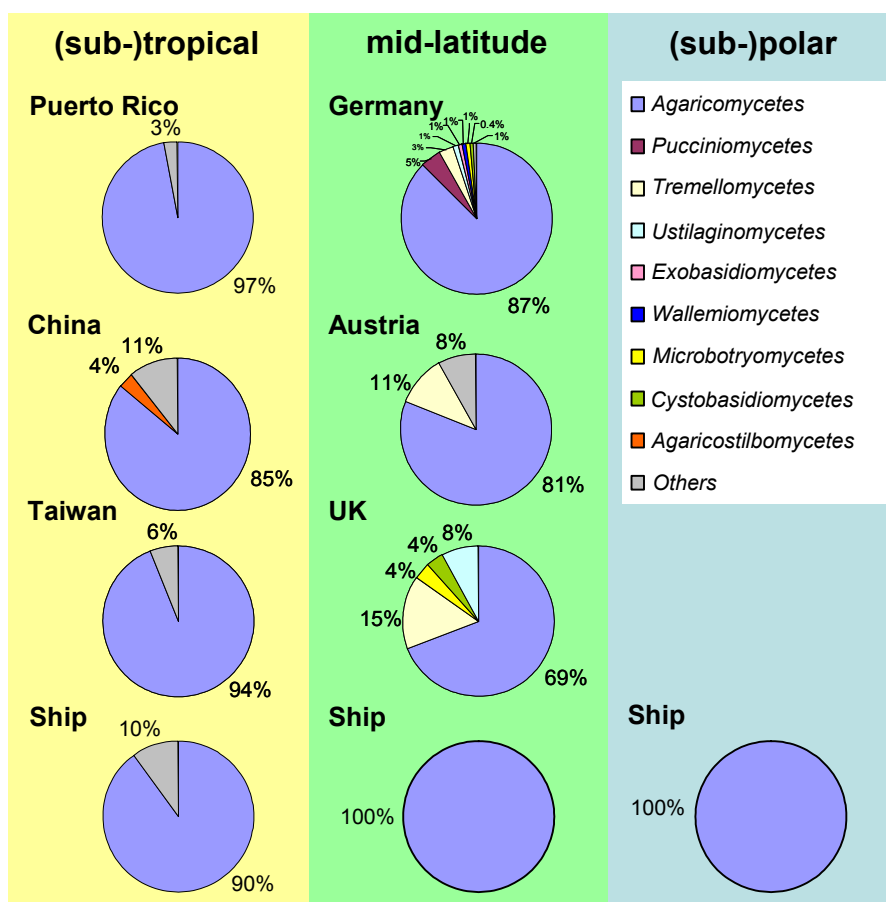 (sub-)tropical
mid-latitude
(sub-)polar
Puerto Rico
3%
97%
China
4%
11%
85%
Taiwan
6%
94%
Ship
10%
90%
Germany
5%
3%
1%
1%
1%
1%
0.4%
1%
87%
Austria
11%
8%
81%
UK
15%
4%
4%
8%
69%
Ship
100%
Agaricomycetes
Pucciniomycetes
Tremellomycetes
Ustilaginomycetes
Exobasidiomycetes
Wallemiomycetes
Microbotryomycetes
Cystobasidiomycetes
Agaricostilbomycetes
Others
Ship
100%